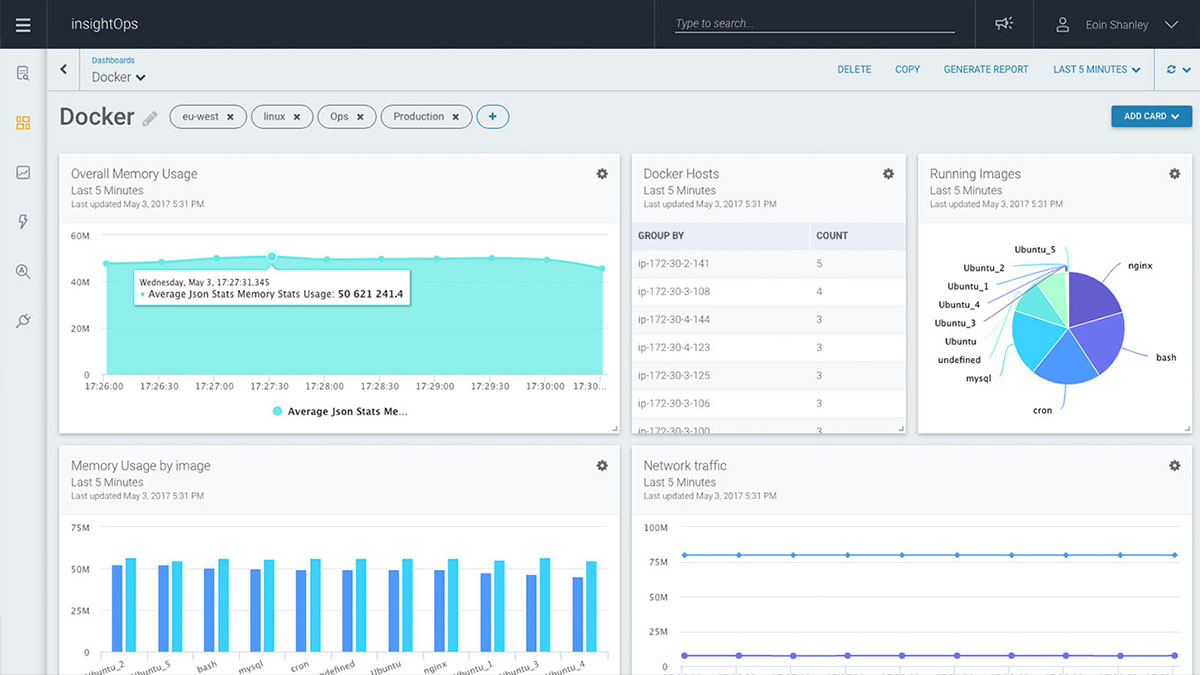 insightOps
Type to search...
Eoin Shanley
Dashboards
Docker
DELETE COPY GENERATE REPORT LAST 5 MINUTES
Docker
eu-west × linux × Ops × Production × +
ADD CARD
Overall Memory Usage
Last 5 Minutes
Last updated May 3, 2017 5:31 PM
60M
40M
20M
0
Wednesday, May 3, 17:27:31.345
Average Json Stats Memory Stats Usage: 50 621 241.4
17:26:00 17:26:30 17:27:00 17:27:30 17:28:00 17:28:30 17:29:00 17:29:30 17:30:00 17:30...
Average Json Stats Me...
Docker Hosts
Last 5 Minutes
Last updated May 3, 2017 5:31 PM
GROUP BY COUNT
ip-172-30-2-141 5
ip-172-30-3-108 4
ip-172-30-4-144 3
ip-172-30-4-123 3
ip-172-30-3-125 3
ip-172-30-3-106 3
ip-172-30-3-100 3
Running Images
Last 5 Minutes
Last updated May 3, 2017 5:31 PM
Ubuntu_5
Ubuntu_2
Ubuntu_1
Ubuntu_4
Ubuntu_3
Ubuntu
undefined
mysql
cron
bash
nginx
Memory Usage by image
Last 5 Minutes
Last updated May 3, 2017 5:31 PM
75M
50M
25M
0
Ubuntu_2 Ubuntu_5 bash mysql cron undefined Ubuntu nginx Ubuntu_1 Ubuntu_3 Ubuntu_4
Network traffic
Last 5 Minutes
Last updated May 3, 2017 5:31 PM
100M
75M
50M
25M
0